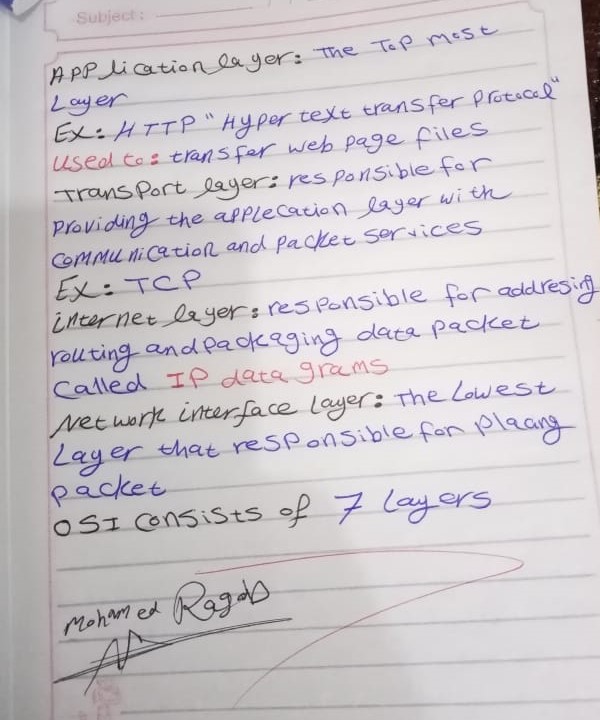 Subject:
Application layer: The Top most
Layer
Ex: HTTP "Hyper text transfer protocol"
Used to: transfer web page files
Transport layer: responsible for
Providing the applecation layer with
communication and packet services
Ex: TCP
internet layer: responsible for addresing
routing and packaging data packet
Called IP data grams
Network interface Layer: The Lowest
Layer that responsible for plaang
packet
OSI consists of 7 layers
Mohamed Ragab